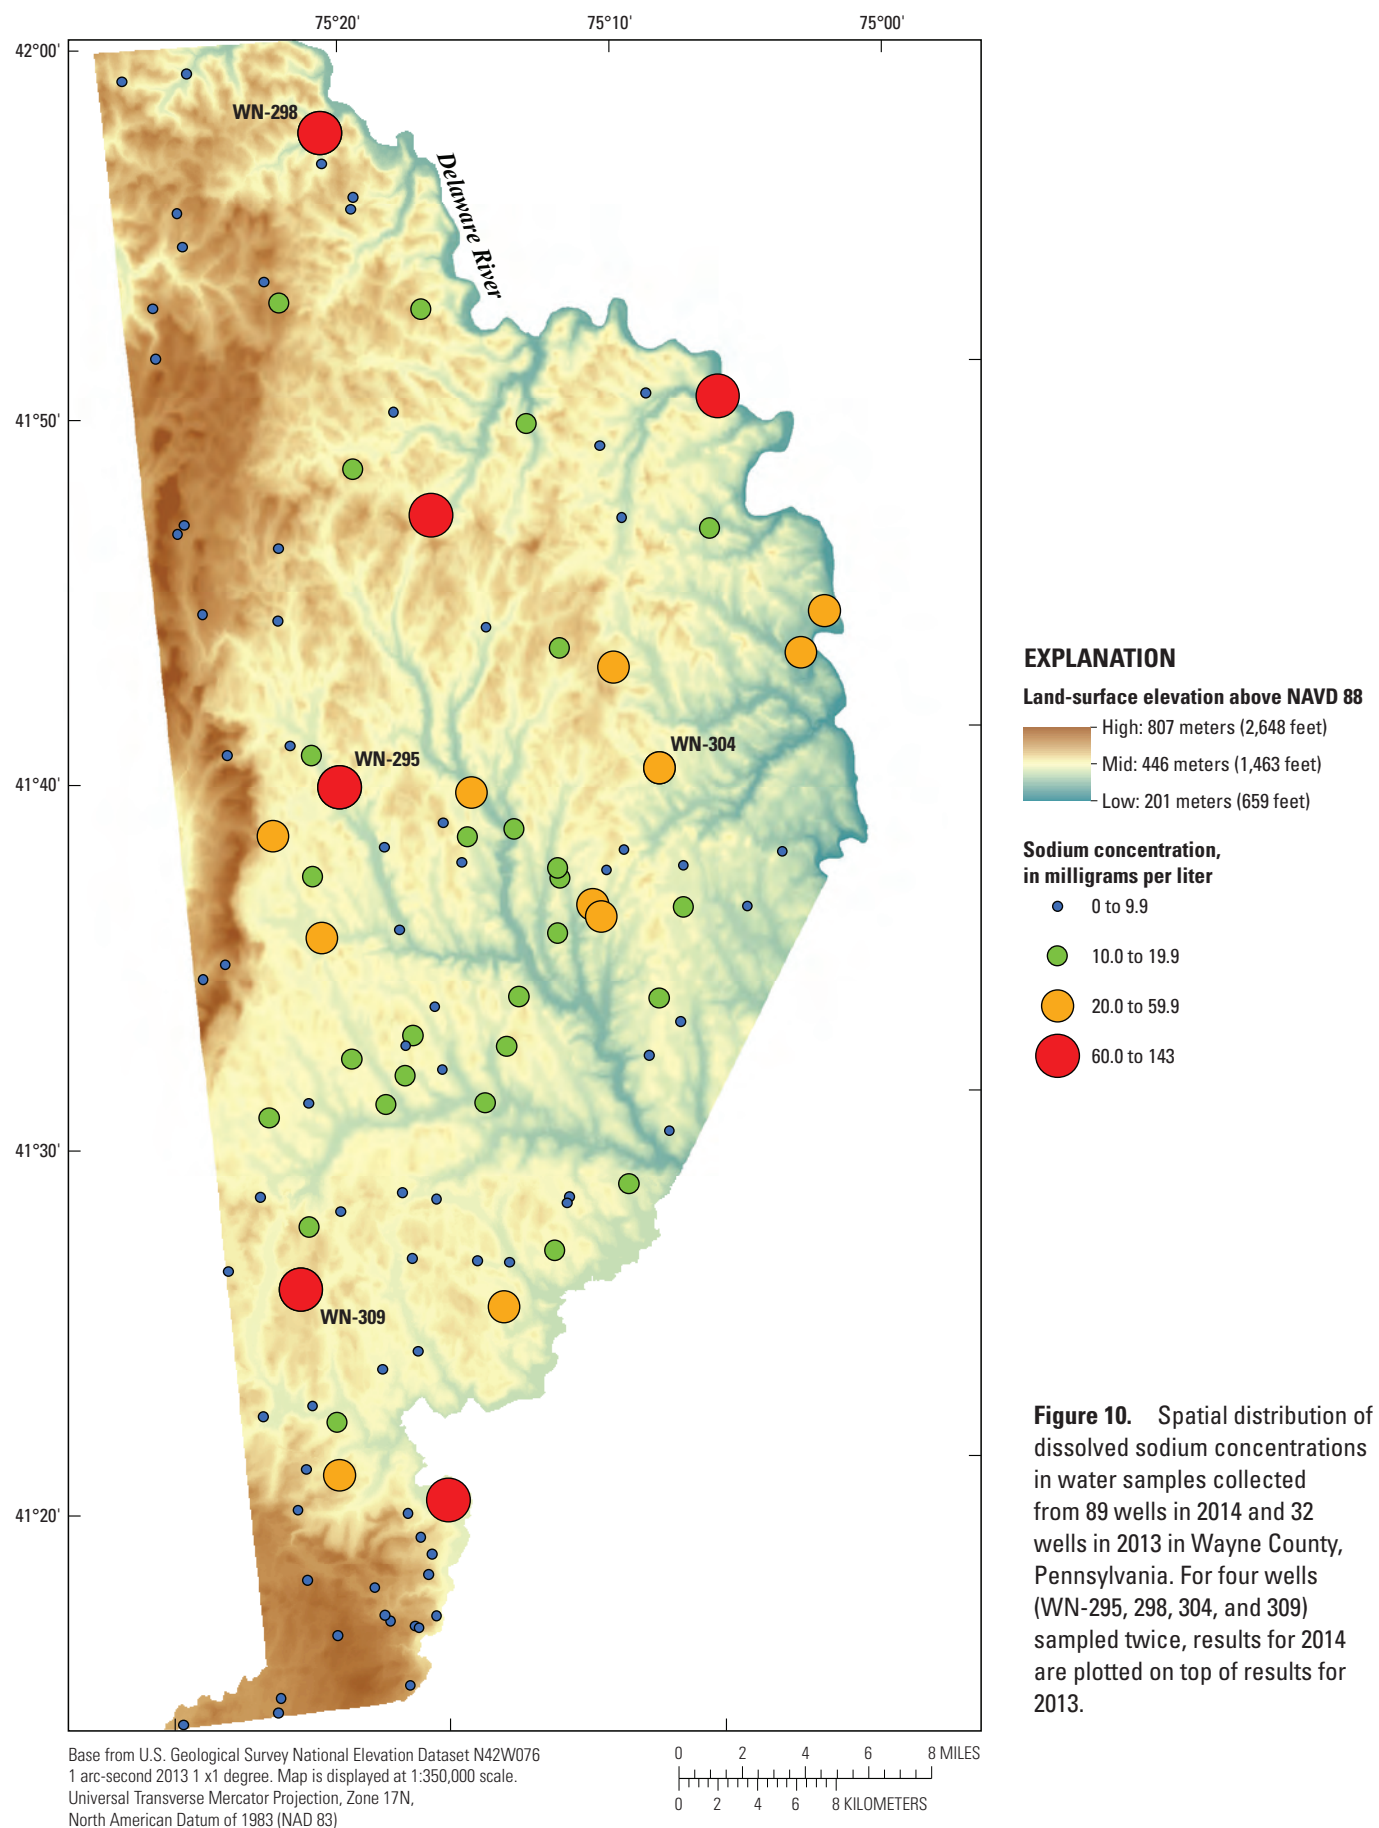 75°20'
75°10'
75°00'
42°00'
WN-298
Delaware River
41°50'
EXPLANATION
Land-surface elevation above NAVD 88
High: 807 meters (2,648 feet)
Mid: 446 meters (1,463 feet)
Low: 201 meters (659 feet)
WN-304
WN-295
41°40'
Sodium concentration,
in milligrams per liter
0 to 9.9
10.0 to 19.9
20.0 to 59.9
60.0 to 143
41°30'
WN-309
41°20'
Figure 10. Spatial distribution of
dissolved sodium concentrations
in water samples collected
from 89 wells in 2014 and 32
wells in 2013 in Wayne County,
Pennsylvania. For four wells
(WN-295, 298, 304, and 309)
sampled twice, results for 2014
are plotted on top of results for
2013.
Base from U.S. Geological Survey National Elevation Dataset N42W076
1 arc-second 2013 1 x1 degree. Map is displayed at 1:350,000 scale.
Universal Transverse Mercator Projection, Zone 17N,
North American Datum of 1983 (NAD 83)
0 2 4 6 8 MILES
0 2 4 6 8 KILOMETERS